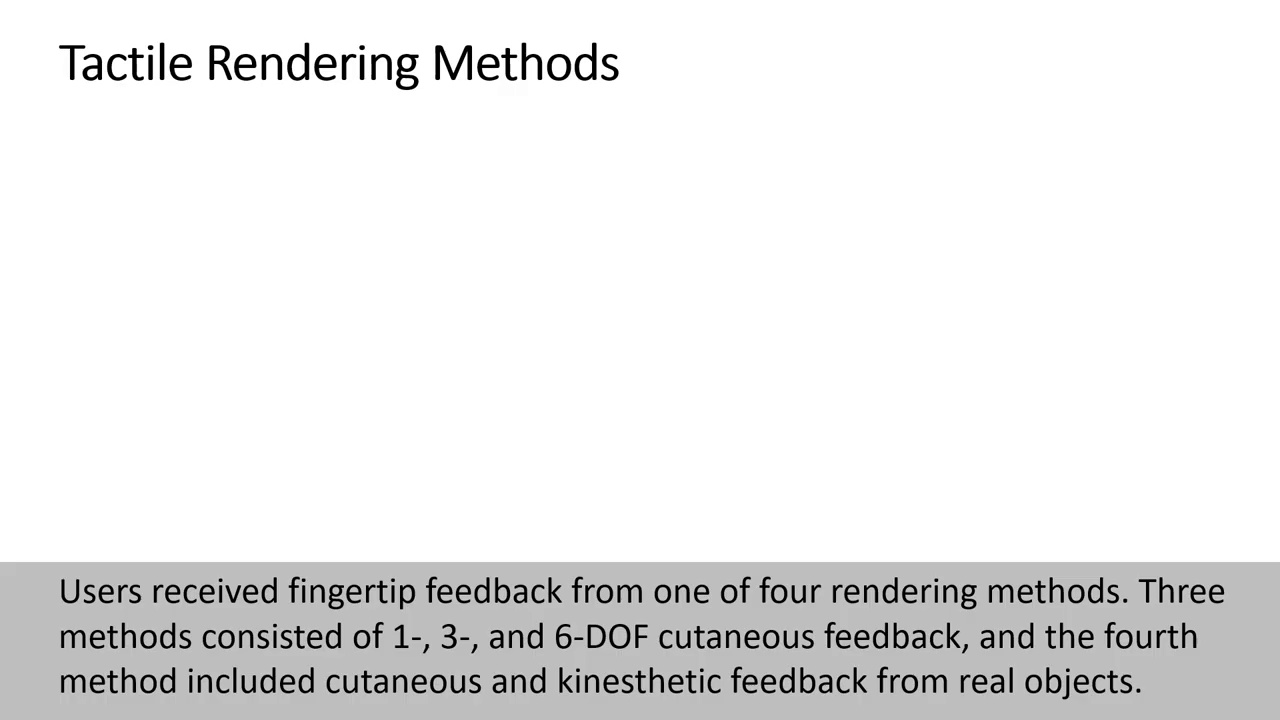 Tactile Rendering Methods
Users received fingertip feedback from one of four rendering methods. Three
methods consisted of 1-, 3-, and 6-DOF cutaneous feedback, and the fourth
method included cutaneous and kinesthetic feedback from real objects.